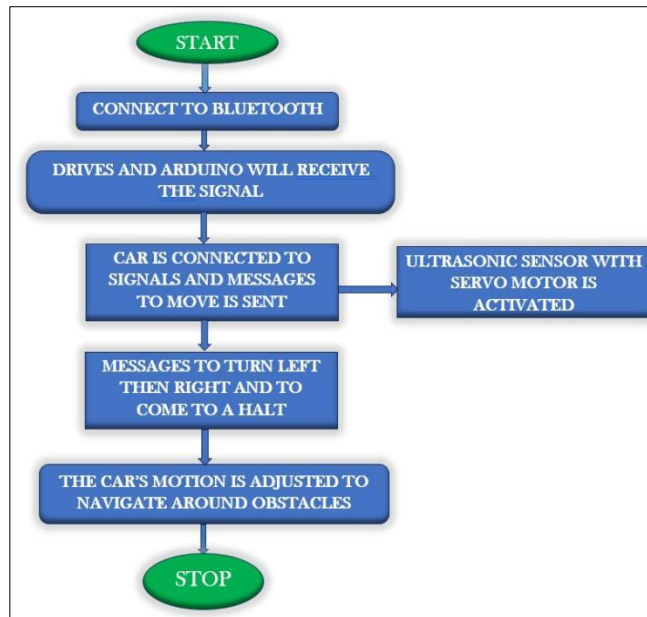 START
CONNECT TO BLUETOOTH
DRIVES AND ARDUINO WILL RECEIVE
THE SIGNAL
CAR IS CONNECTED TO
SIGNALS AND MESSAGES
TO MOVE IS SENT
ULTRASONIC SENSOR WITH
SERVO MOTOR IS
ACTIVATED
MESSAGES TO TURN LEFT
THEN RIGHT AND TO
COME TO A HALT
THE CAR'S MOTION IS ADJUSTED TO
NAVIGATE AROUND OBSTACLES
STOP